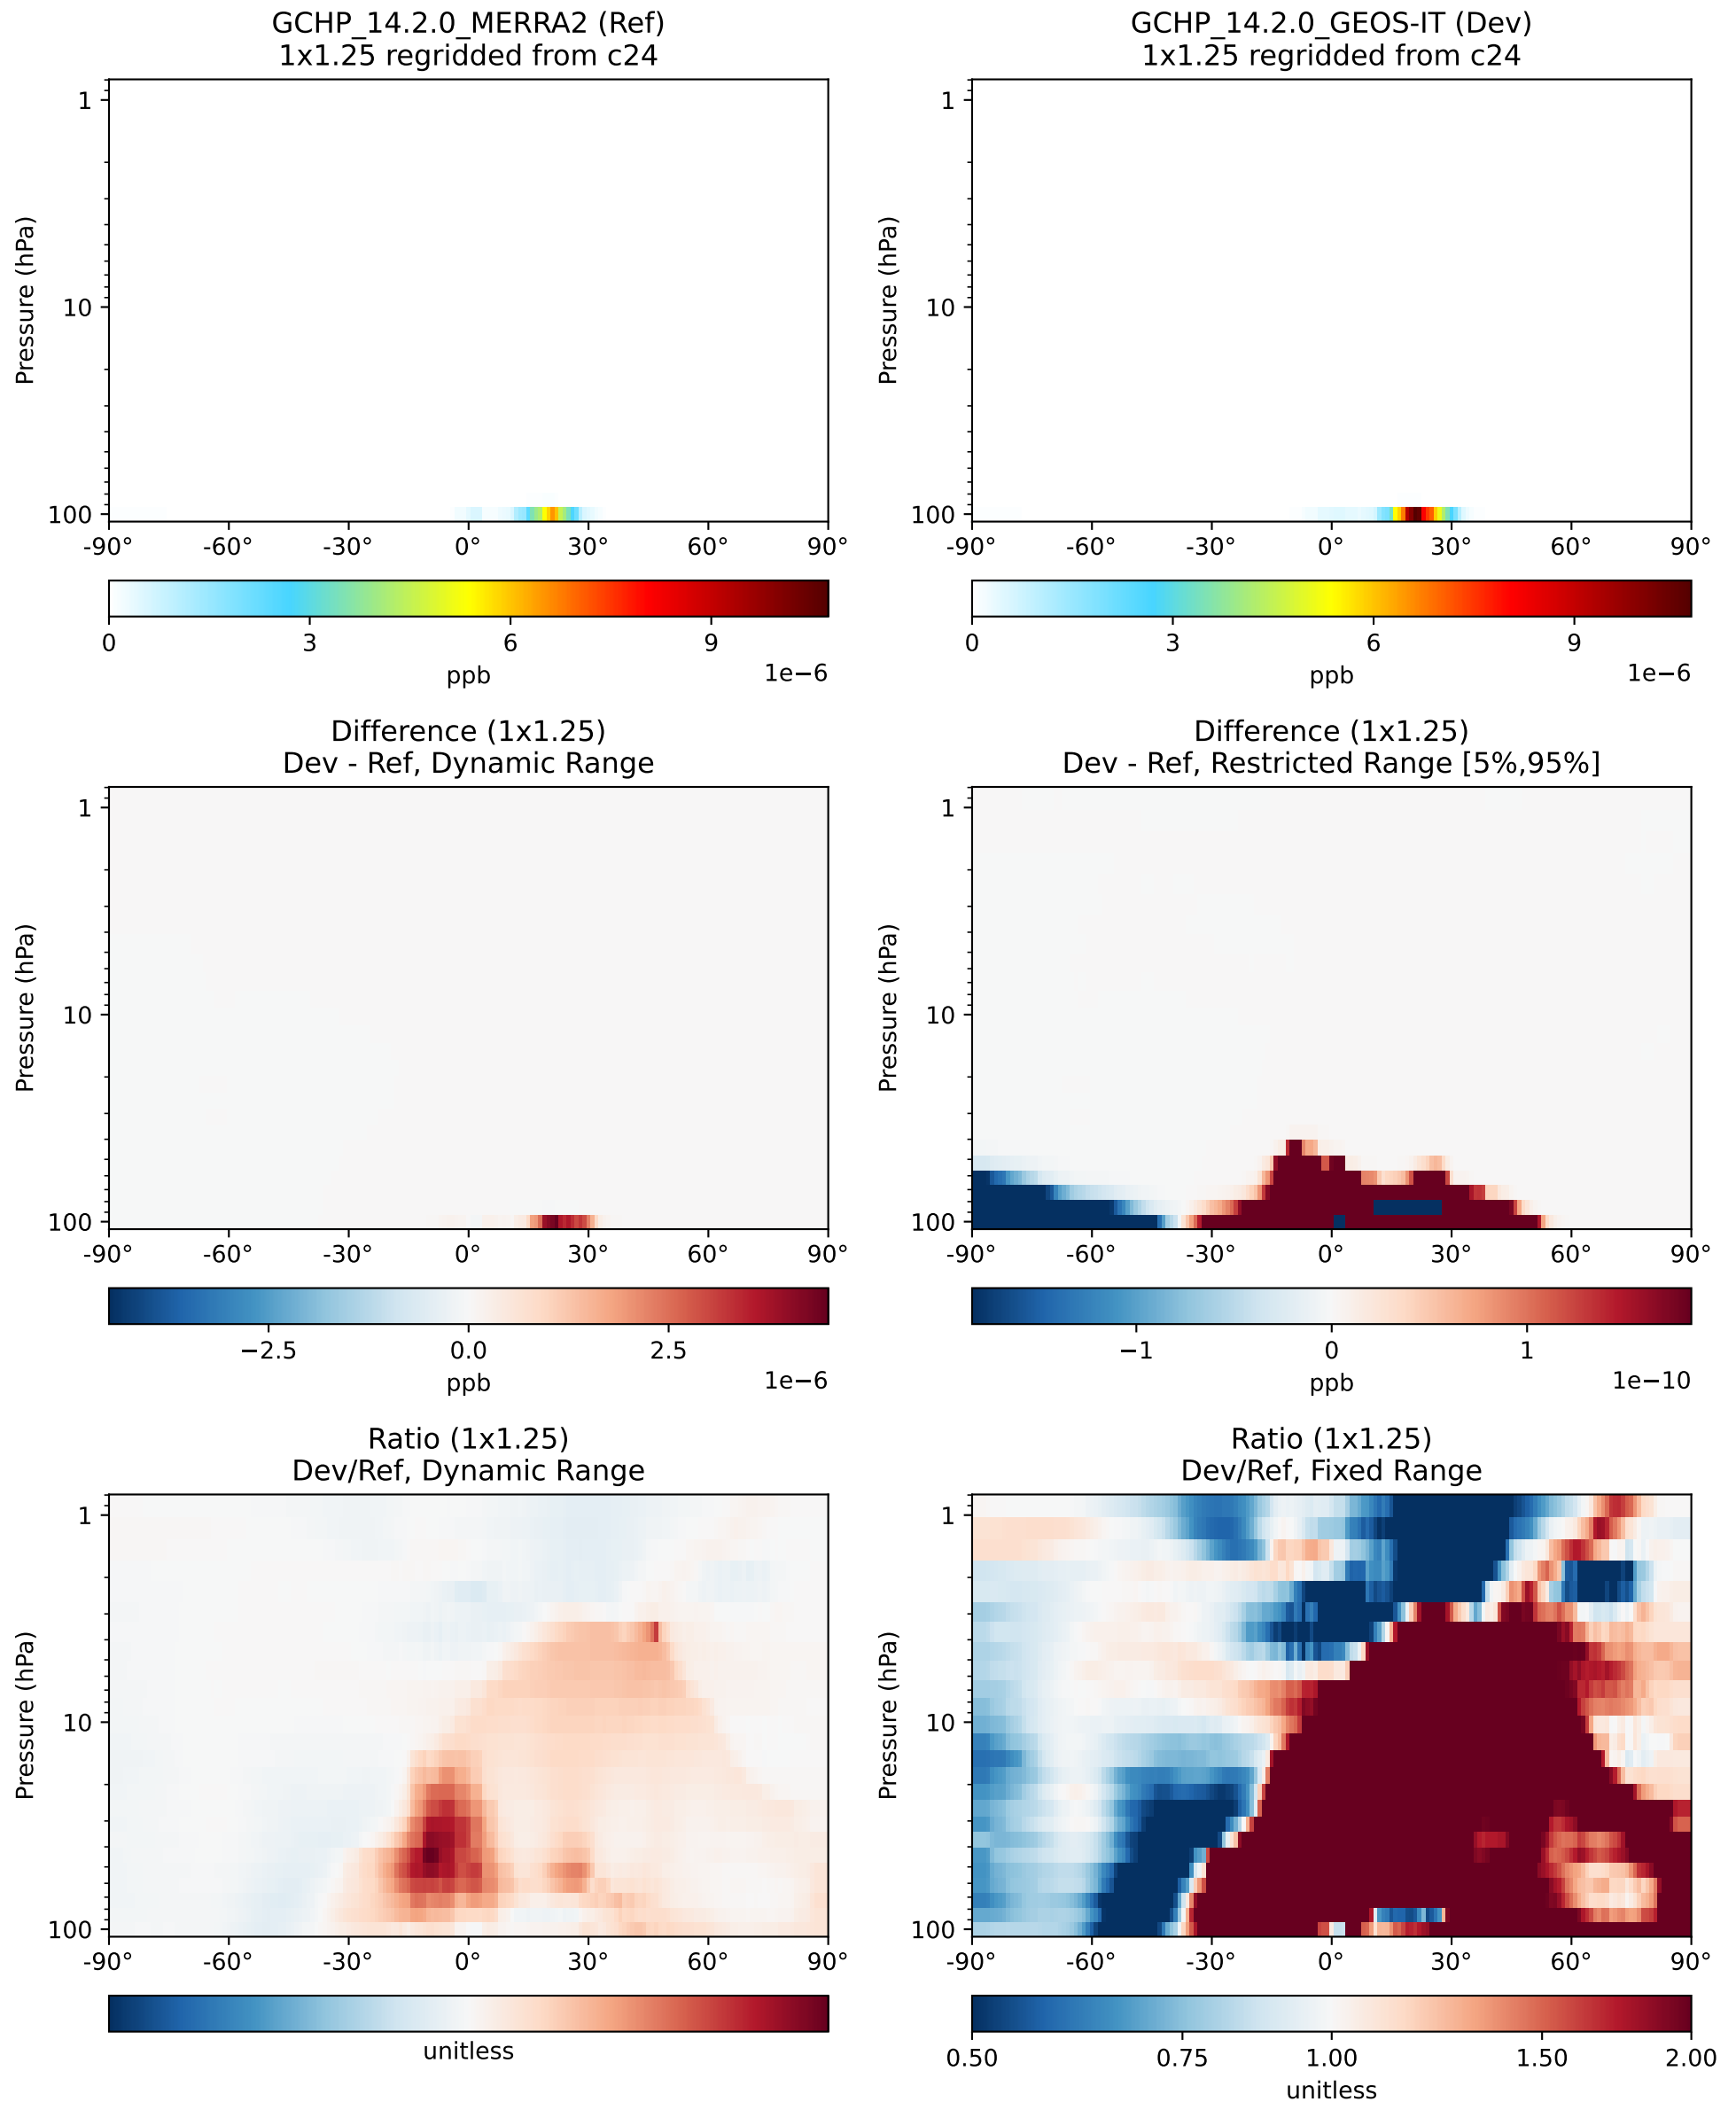 GCHP_14.2.0_MERRA2 (Ref)
1x1.25 regridded from c24
1
10
100
Pressure (hPa)
-90° -60° -30° 0° 30° 60° 90°
0 3 6 9
1e−6
ppb
GCHP_14.2.0_GEOS-IT (Dev)
1x1.25 regridded from c24
1
10
100
Pressure (hPa)
-90° -60° -30° 0° 30° 60° 90°
0 3 6 9
1e−6
ppb
Difference (1x1.25)
Dev - Ref, Dynamic Range
1
10
100
Pressure (hPa)
-90° -60° -30° 0° 30° 60° 90°
−2.5 0.0 2.5
1e−6
ppb
Difference (1x1.25)
Dev - Ref, Restricted Range [5%,95%]
1
10
100
Pressure (hPa)
-90° -60° -30° 0° 30° 60° 90°
−1 0 1
1e−10
ppb
Ratio (1x1.25)
Dev/Ref, Dynamic Range
1
10
100
Pressure (hPa)
-90° -60° -30° 0° 30° 60° 90°
unitless
Ratio (1x1.25)
Dev/Ref, Fixed Range
1
10
100
Pressure (hPa)
-90° -60° -30° 0° 30° 60° 90°
0.50 0.75 1.00 1.50 2.00
unitless